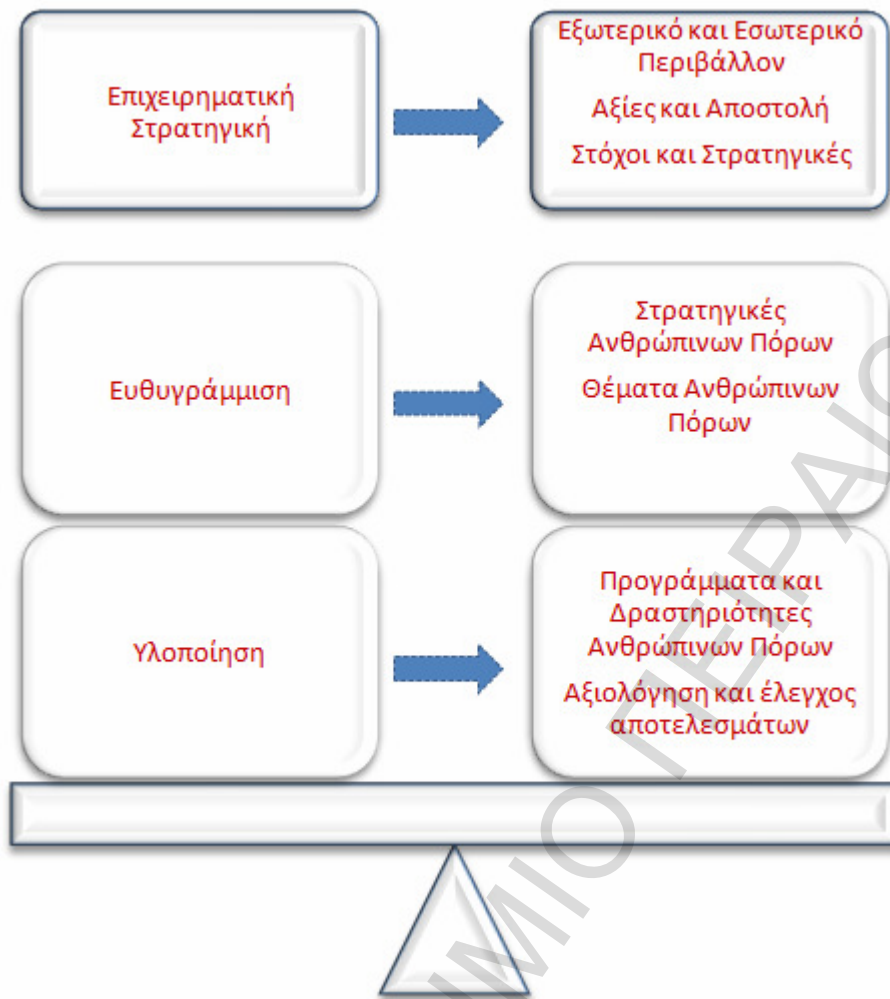 Επιχειρηματική
Στρατηγική
Εξωτερικό και Εσωτερικό
Περιβάλλον
Αξίες και Αποστολή
Στόχοι και Στρατηγικές
Ευθυγράμμιση
Στρατηγικές
Ανθρώπινων Πόρων
Θέματα Ανθρώπινων
Πόρων
Υλοποίηση
Προγράμματα και
Δραστηριότητες
Ανθρώπινων Πόρων
Αξιολόγηση και έλεγχος
αποτελεσμάτων